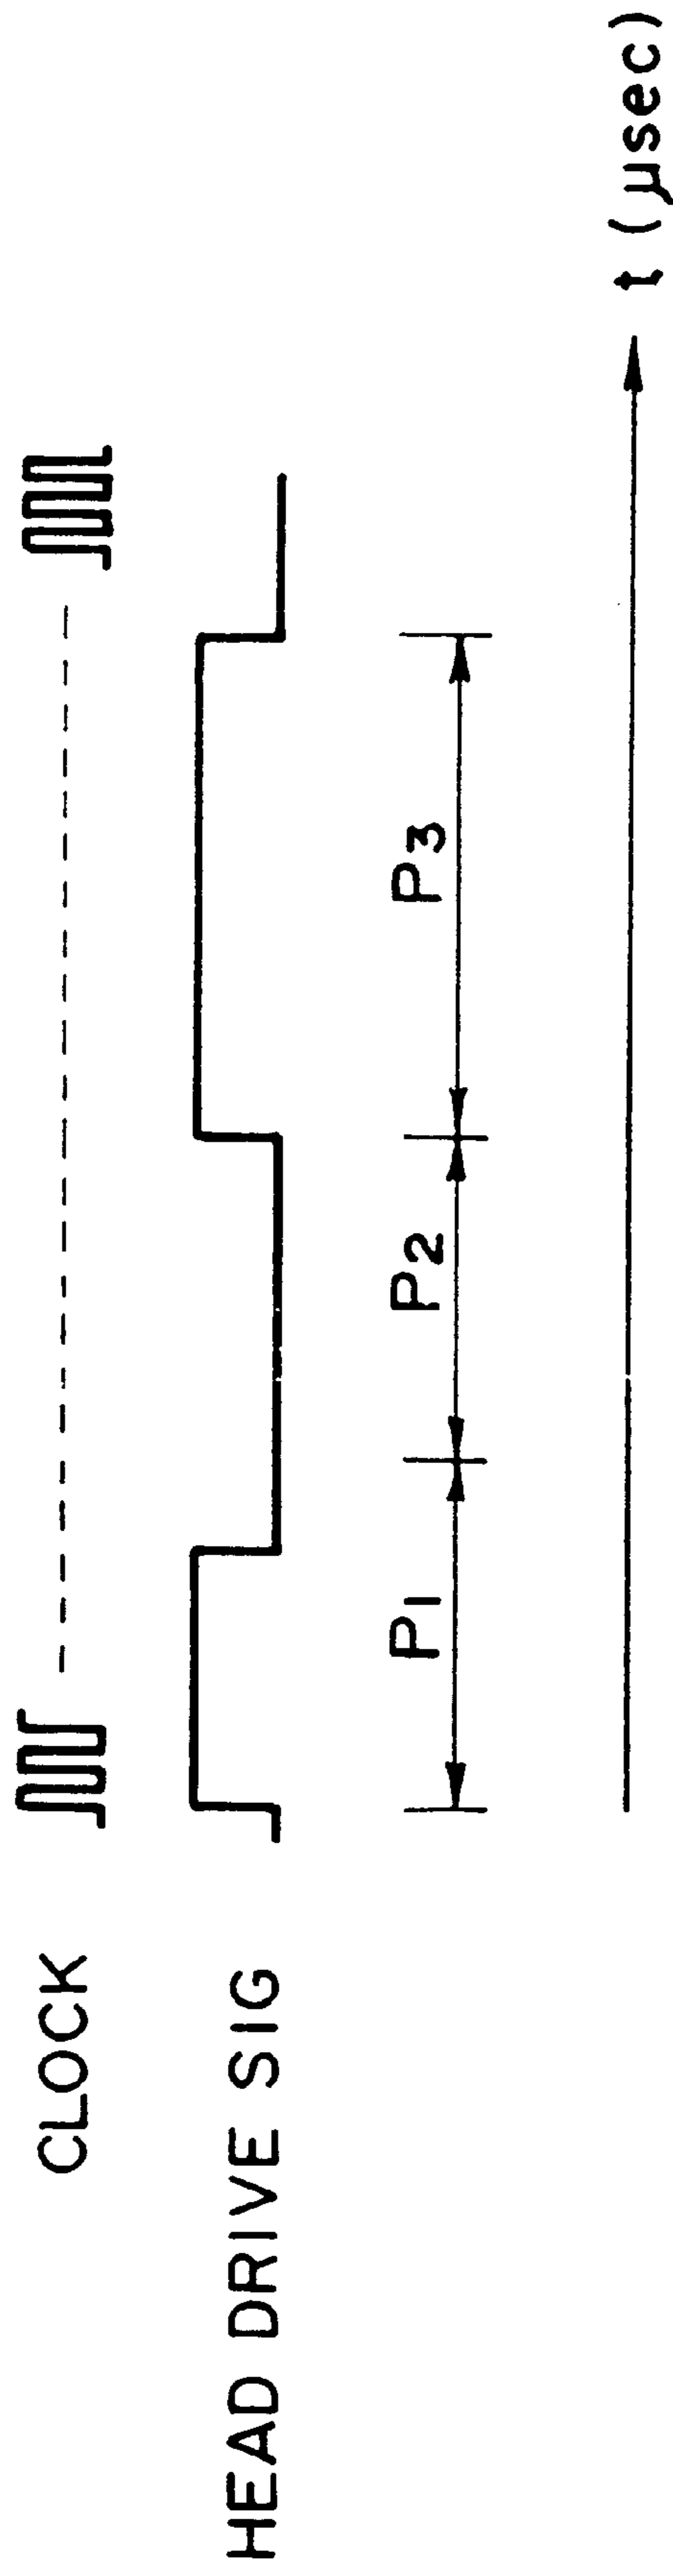 CLOCK
HEAD DRIVE SIG
P1 P2 P3
t (μsec)